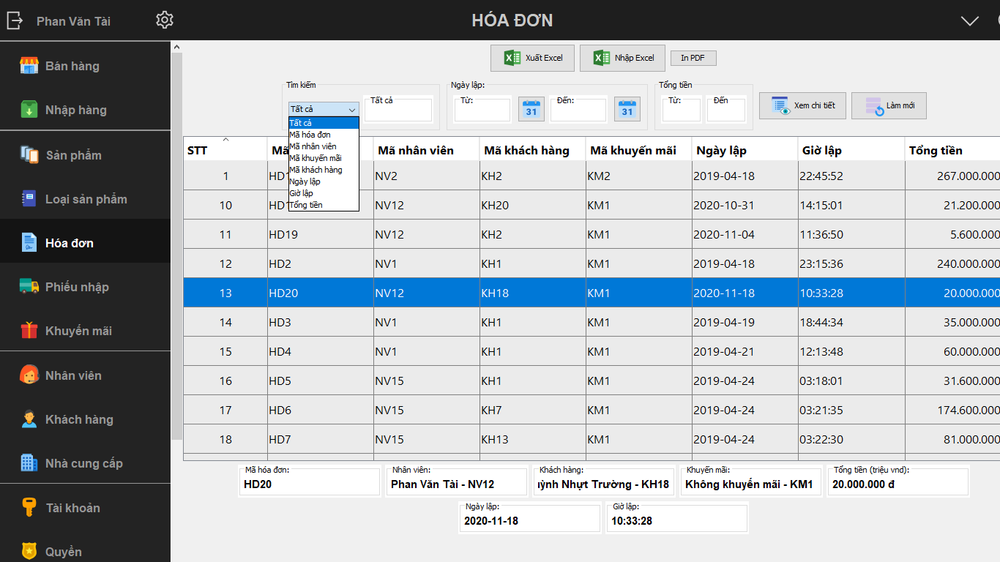 Phan Văn Tài
HÓA ĐƠN
Bán hàng
Nhập hàng
Sản phẩm
Loại sản phẩm
Hóa đơn
Phiếu nhập
Khuyến mãi
Nhân viên
Khách hàng
Nhà cung cấp
Tài khoản
Quyền
Xuất Excel
Nhập Excel
In PDF
Tìm kiếm
Tất cả
Tất cả
Tất cả
Mã hóa đơn
Mã nhân viên
Mã khuyến mãi
Mã khách hàng
Ngày lập
Giờ lập
Tổng tiền
Ngày lập:
Từ:
31
Đến:
31
Tổng tiền
Từ:
Đến
Xem chi tiết
Làm mới
STT Mã nhân viên Mã khách hàng Mã khuyến mãi Ngày lập Giờ lập Tổng tiền
1 NV2 KH2 KM2 2019-04-18 22:45:52 267.000.000
10 NV12 KH20 KM1 2020-10-31 14:15:01 21.200.000
11 HD19 NV12 KH2 KM1 2020-11-04 11:36:50 5.600.000
12 HD2 NV1 KH1 KM1 2019-04-18 23:15:36 240.000.000
13 HD20 NV12 KH18 KM1 2020-11-18 10:33:28 20.000.000
14 HD3 NV1 KH1 KM1 2019-04-19 18:44:34 35.000.000
15 HD4 NV1 KH1 KM1 2019-04-21 12:13:48 60.000.000
16 HD5 NV15 KH1 KM1 2019-04-24 03:18:01 31.600.000
17 HD6 NV15 KH7 KM1 2019-04-24 03:21:35 174.600.000
18 HD7 NV15 KH13 KM1 2019-04-24 03:22:30 81.000.000
Mã hóa đơn:
HD20
Nhân viên:
Phan Văn Tài - NV12
Khách hàng:
Nhựt Trường - KH18
Khuyến mãi:
Không khuyến mãi - KM1
Tổng tiền (triệu vnd):
20.000.000 đ
Ngày lập:
2020-11-18
Giờ lập:
10:33:28